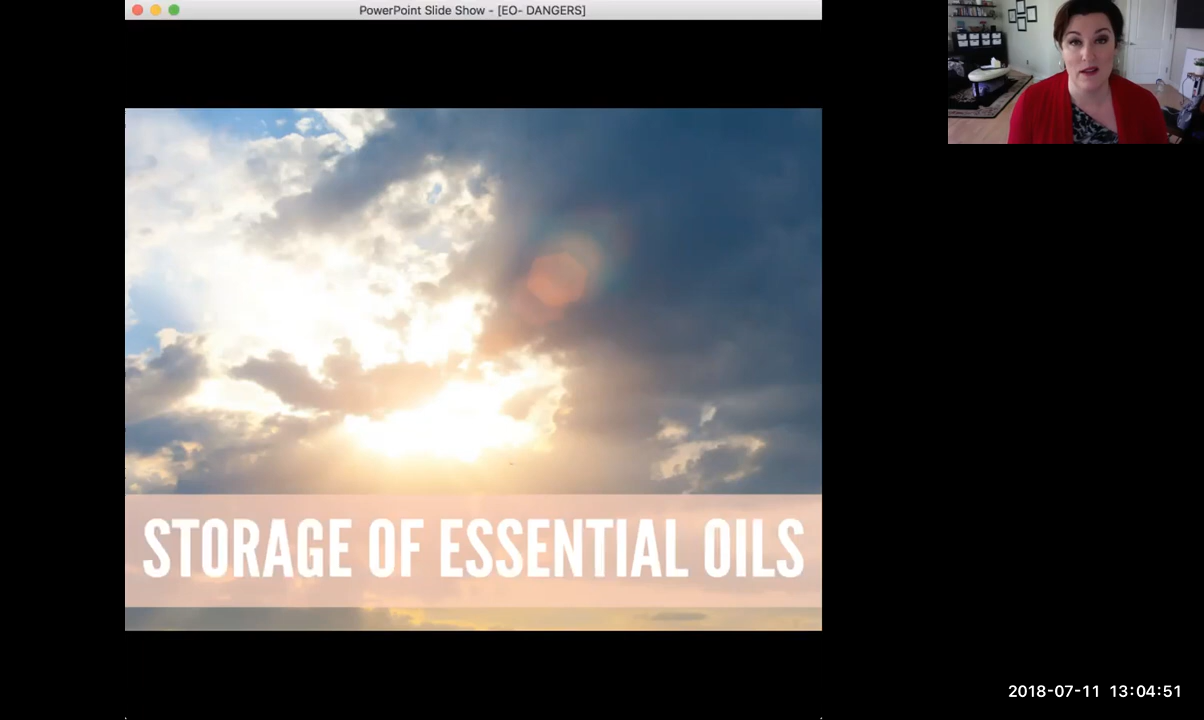 PowerPoint Slide Show - [EO- DANGERS]
STORAGE OF ESSENTIAL OILS
2018-07-11 13:04:51